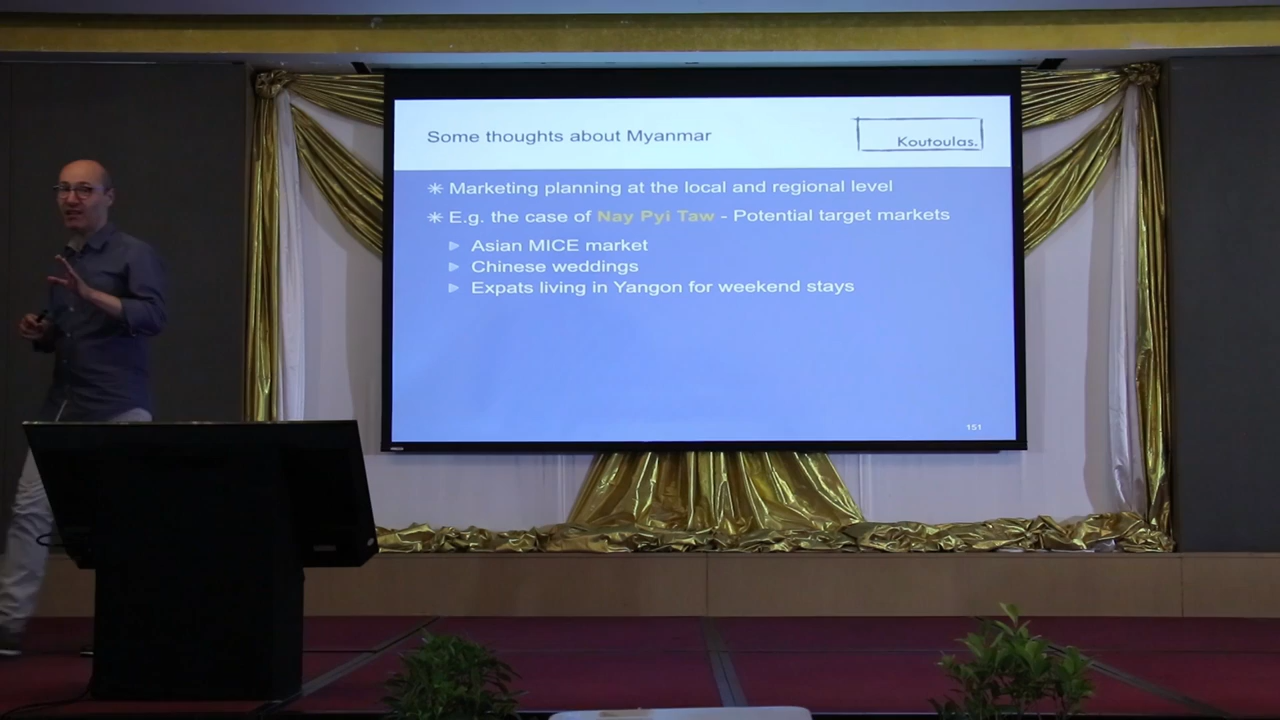 Some thoughts about Myanmar
Koutoulas.
Marketing planning at the local and regional level
E.g. the case of Nay Pyi Taw - Potential target markets
Asian MICE market
Chinese weddings
Expats living in Yangon for weekend stays
151